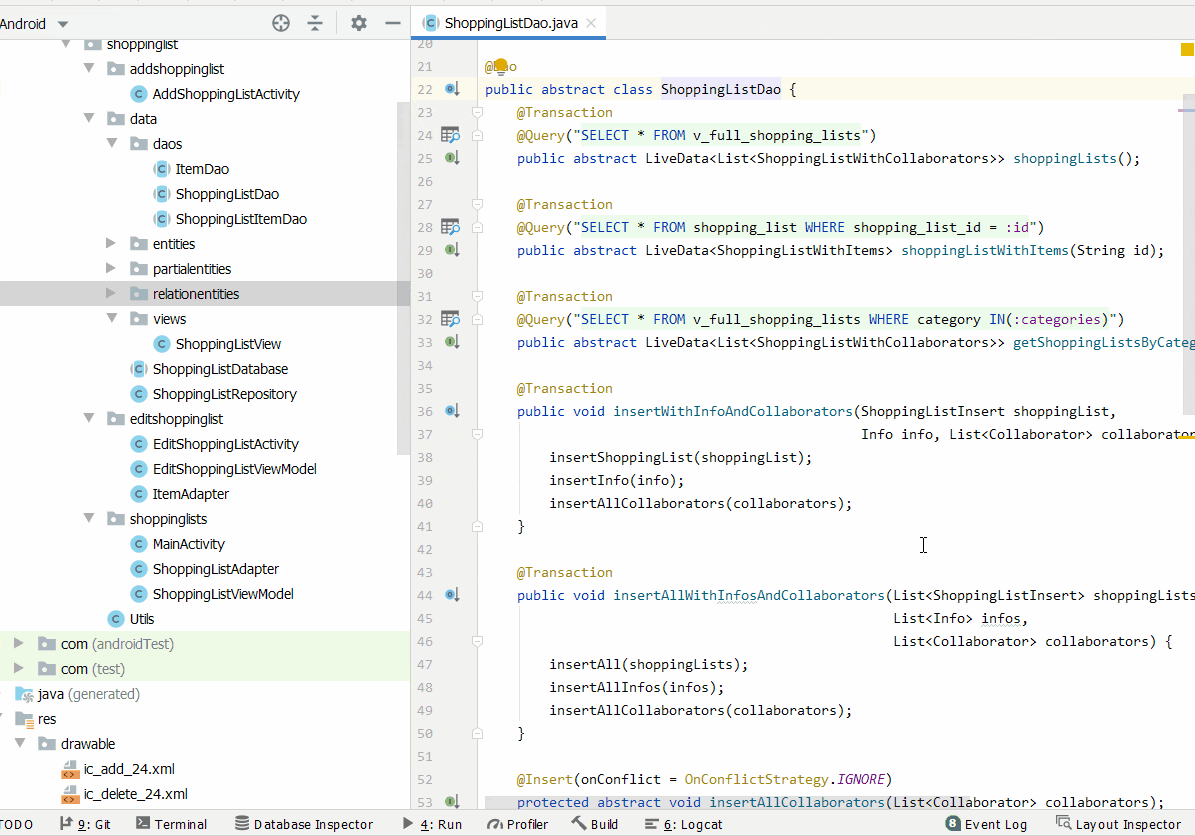 Android
ShoppingListDao.java
shoppinglist
addshoppinglist
AddShoppingListActivity
data
daos
ItemDao
ShoppingListDao
ShoppingListItemDao
entities
partialentities
relationentities
views
ShoppingListView
ShoppingListDatabase
ShoppingListRepository
editshoppinglist
EditShoppingListActivity
EditShoppingListViewModel
ItemAdapter
shoppinglists
MainActivity
ShoppingListAdapter
ShoppingListViewModel
Utils
com (androidTest)
com (test)
java (generated)
res
drawable
ic_add_24.xml
ic_delete_24.xml
20
21 @Dao
22 public abstract class ShoppingListDao {
23 @Transaction
24 @Query("SELECT * FROM v_full_shopping_lists")
25 public abstract LiveData<List<ShoppingListWithCollaborators>> shoppingLists();
26
27 @Transaction
28 @Query("SELECT * FROM shopping_list WHERE shopping_list_id = :id")
29 public abstract LiveData<ShoppingListWithItems> shoppingListWithItems(String id);
30
31 @Transaction
32 @Query("SELECT * FROM v_full_shopping_lists WHERE category IN(:categories)")
33 public abstract LiveData<List<ShoppingListWithCollaborators>> getShoppingListsByCateg
34
35 @Transaction
36 public void insertWithInfoAndCollaborators(ShoppingListInsert shoppingList,
37 Info info, List<Collaborator> collaborator
38 insertShoppingList(shoppingList);
39 insertInfo(info);
40 insertAllCollaborators(collaborators);
41 }
42
43 @Transaction
44 public void insertAllWithInfosAndCollaborators(List<ShoppingListInsert> shoppingLists
45 List<Info> infos,
46 List<Collaborator> collaborators) {
47 insertAll(shoppingLists);
48 insertAllInfos(infos);
49 insertAllCollaborators(collaborators);
50 }
51
52 @Insert(onConflict = OnConflictStrategy.IGNORE)
53 protected abstract void insertAllCollaborators(List<Collaborator> collaborators);
TODO 9: Git Terminal Database Inspector 4: Run Profiler Build 6: Logcat 8 Event Log Layout Inspector